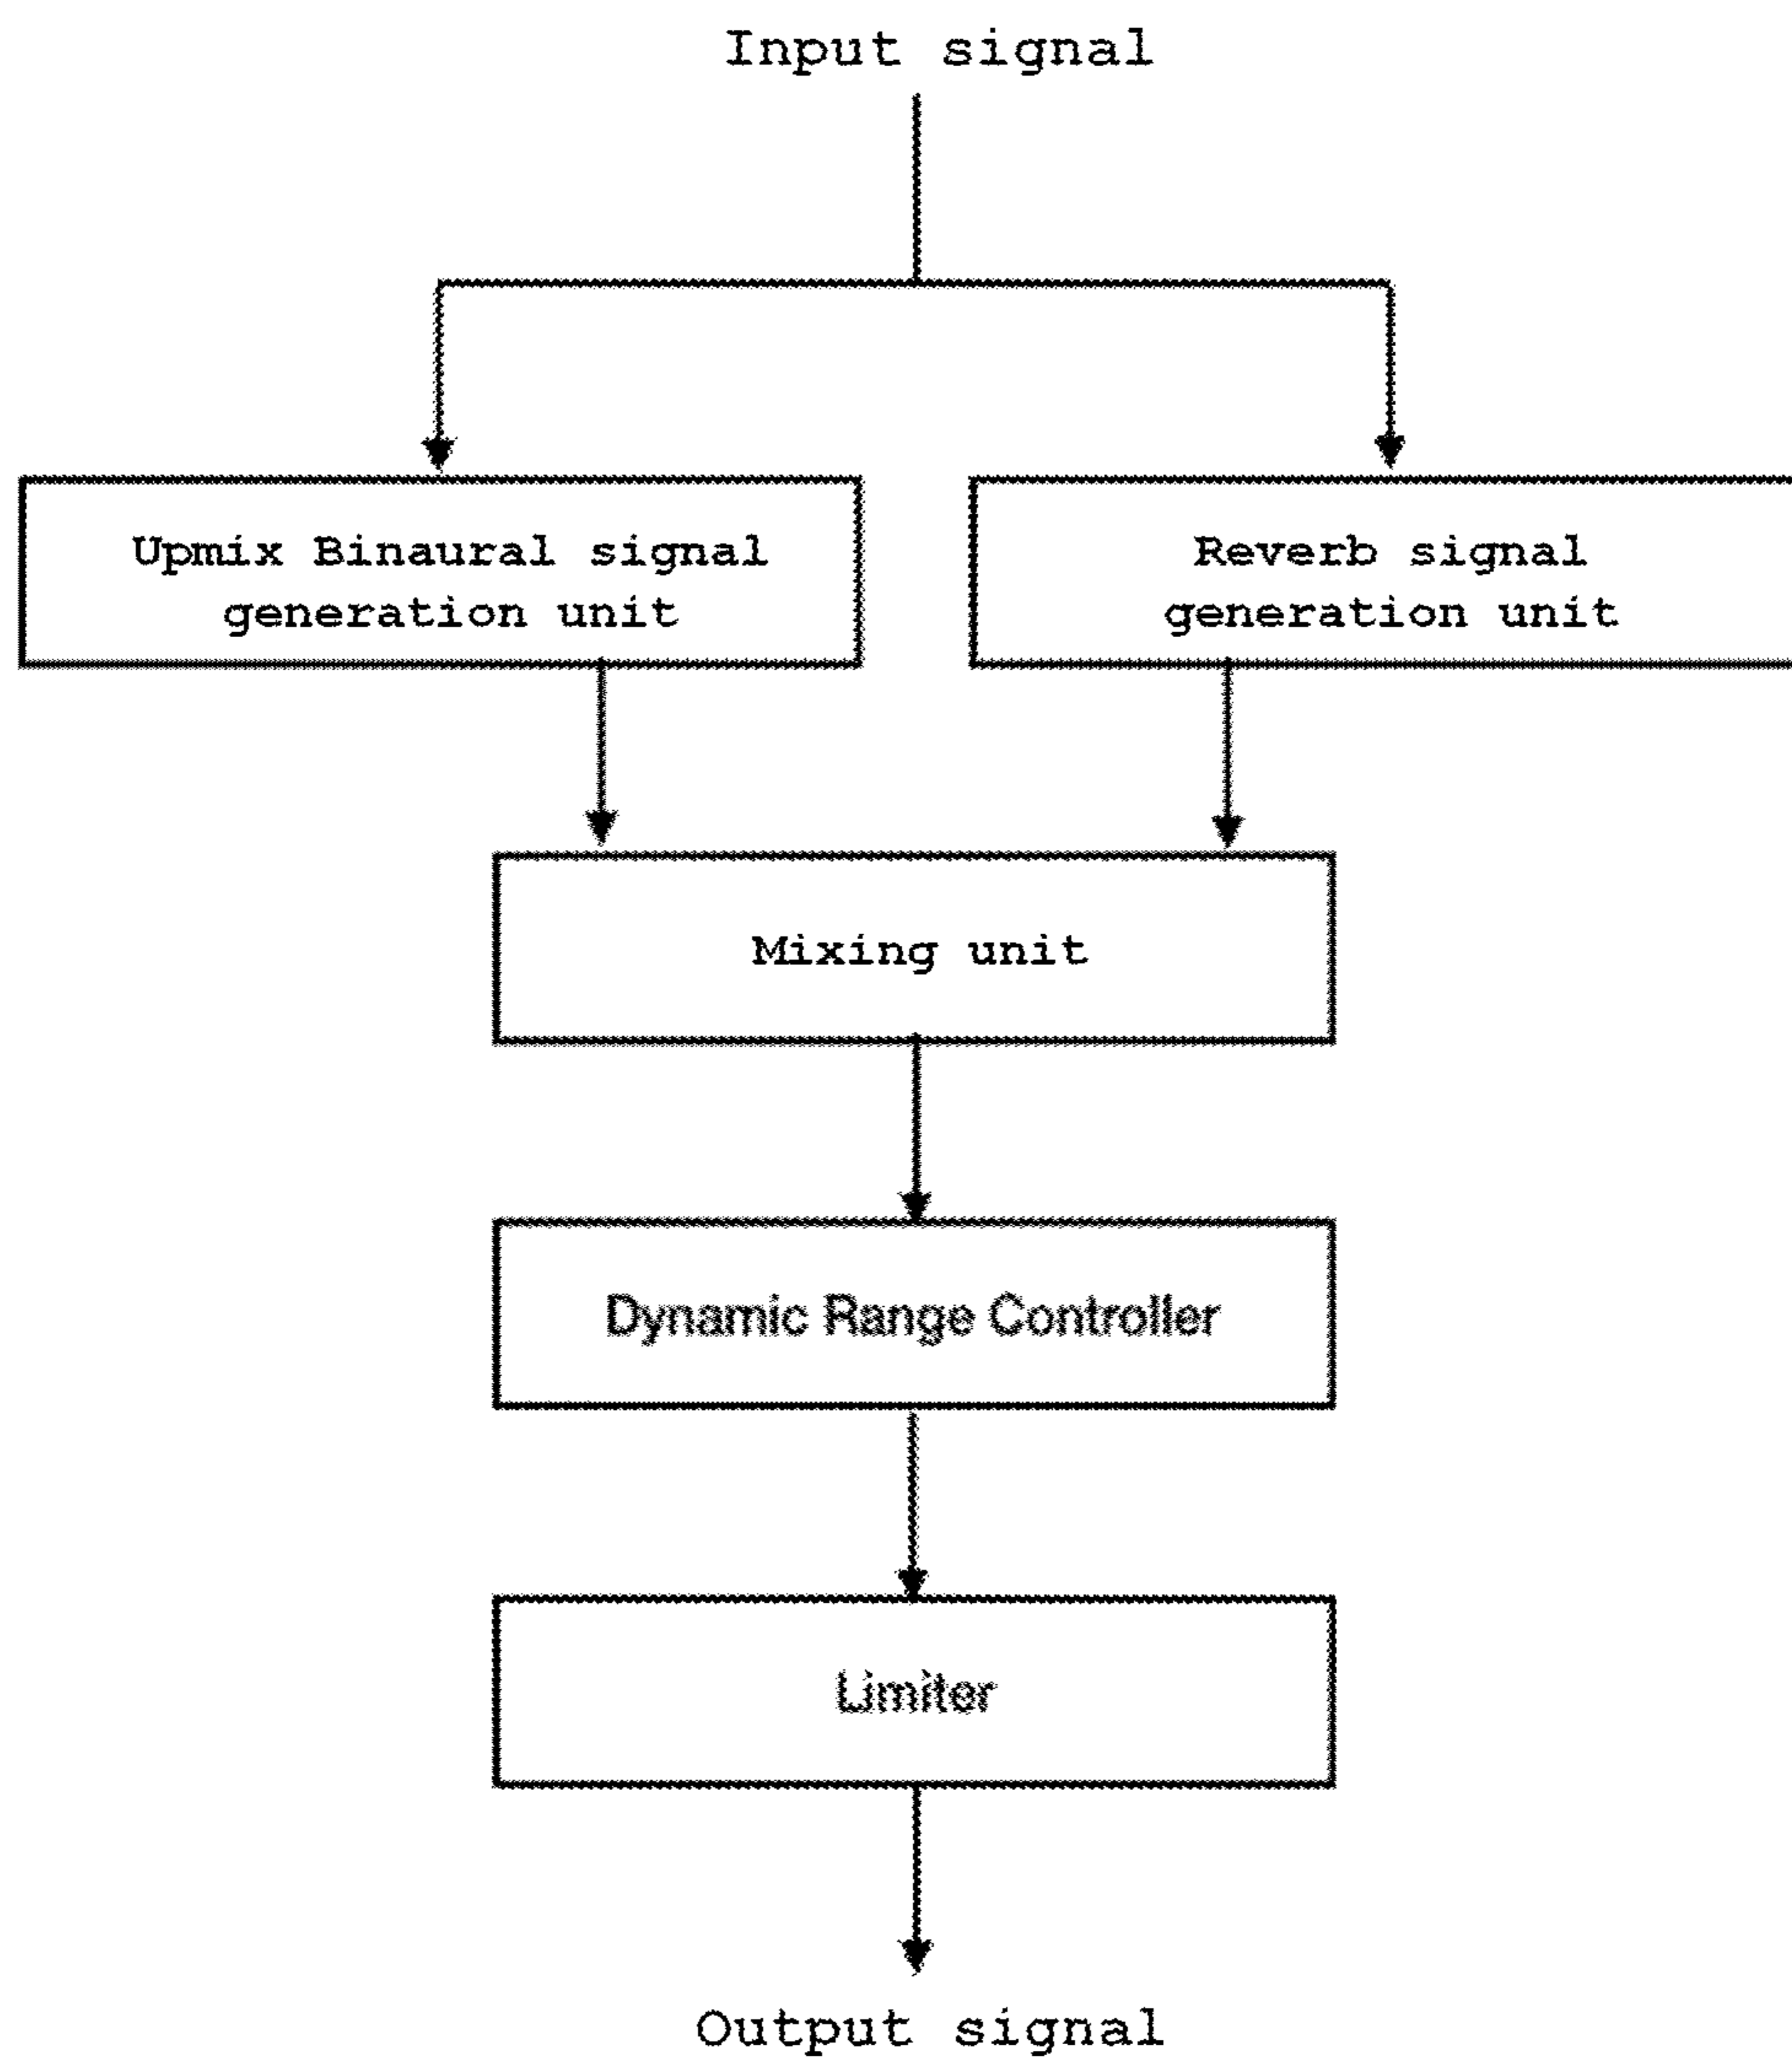 Input signal
Upmix Binaural signal
generation unit
Reverb signal
generation unit
Mixing unit
Dynamic Range Controller
Limiter
Output signal